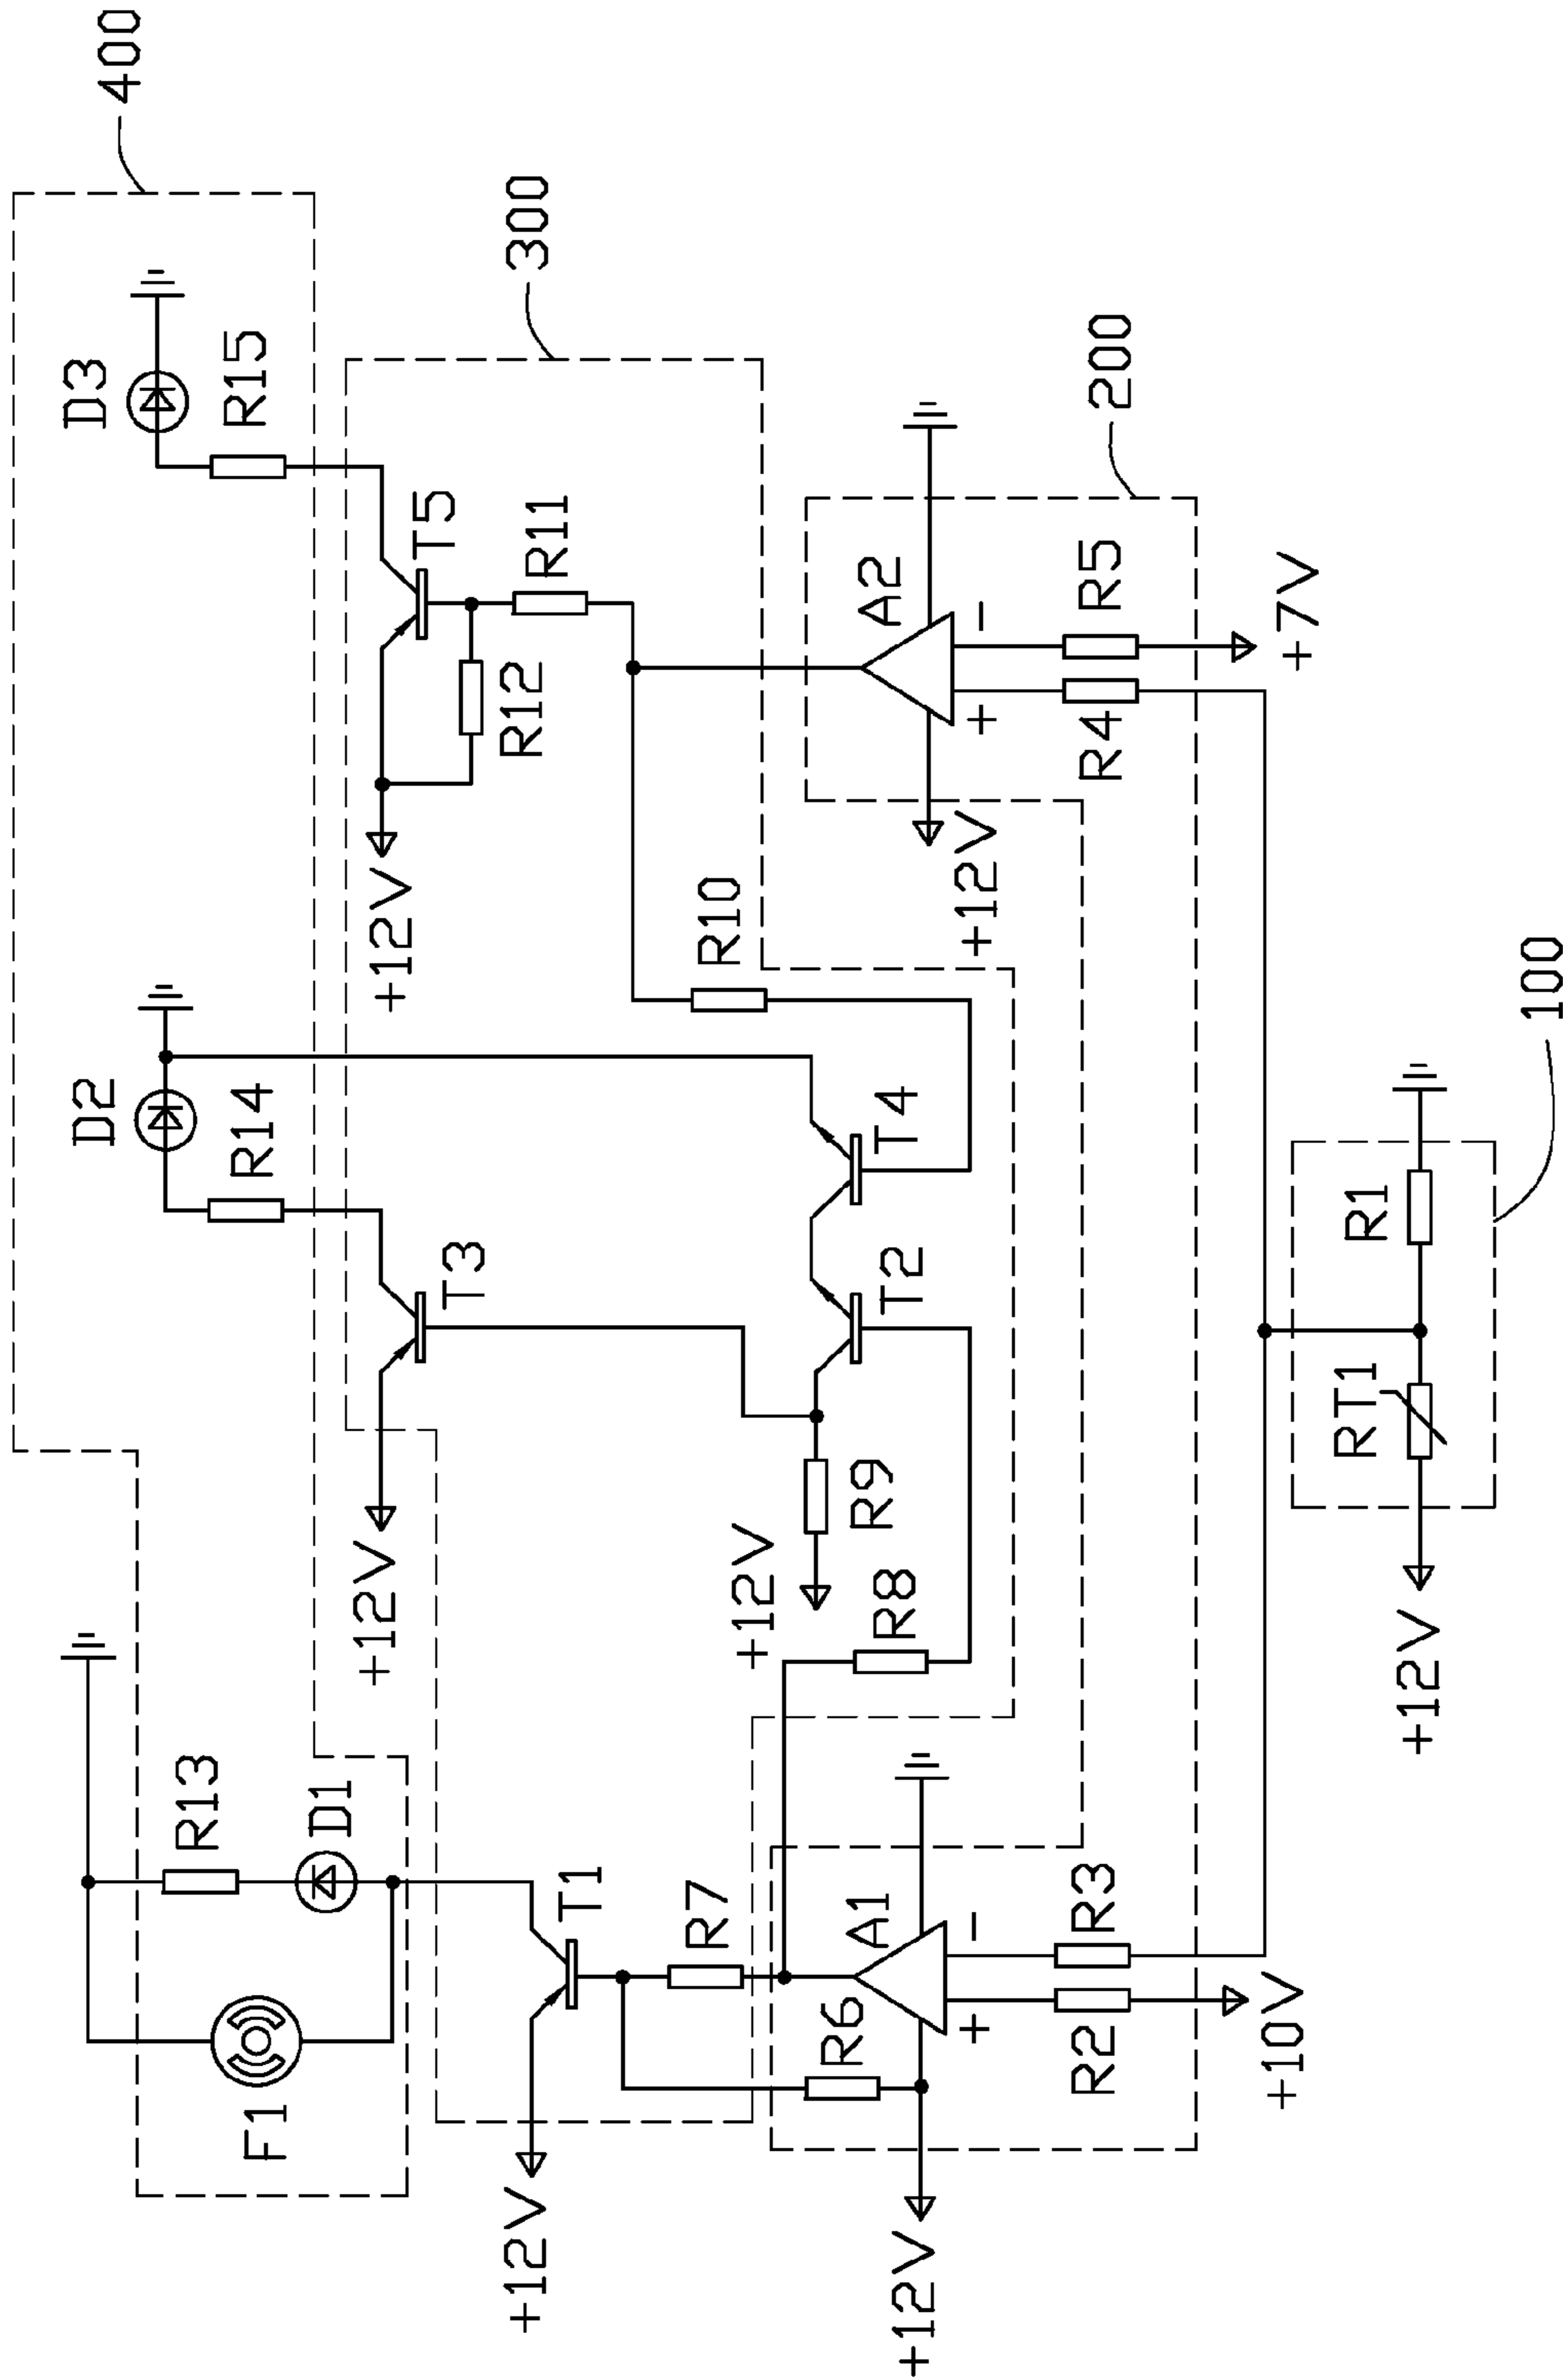 400
D3
R15
300
T5
R11
R12
+12V
200
A2
R5
R4
+7V
+12V
D2
R14
R10
T3
T4
T2
+12V
R9
+12V
R8
100
R1
RT1
+12V
R13
D1
F1
T1
+12V
R7
A1
R6
R3
R2
+10V
+12V
+
-
+
-